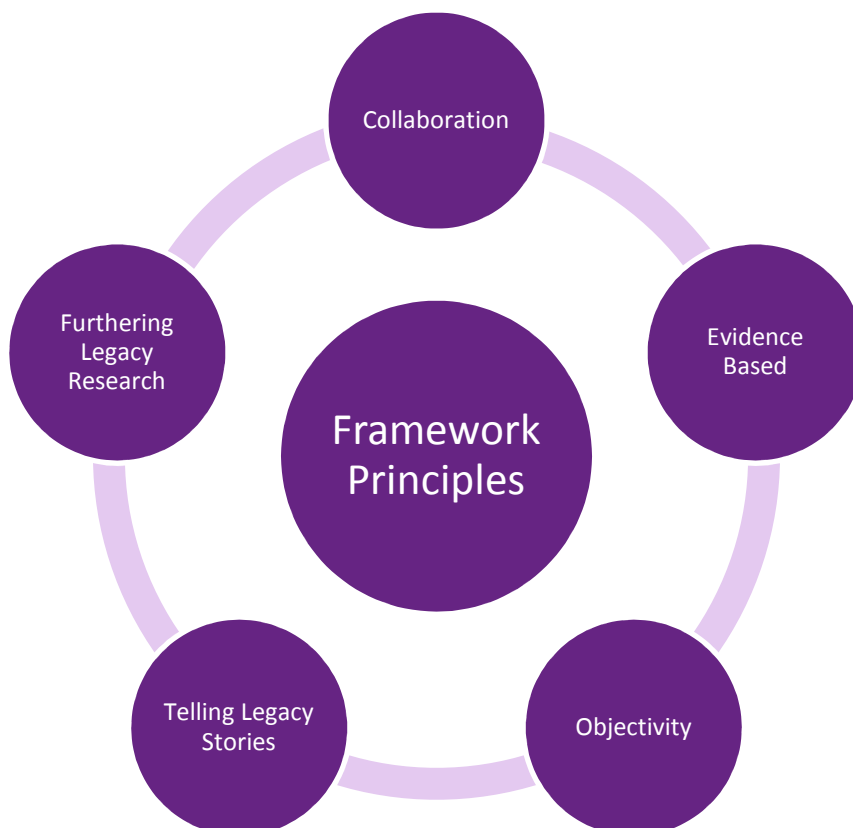 Collaboration
Evidence
Based
Objectivity
Telling Legacy
Stories
Furthering
Legacy
Research
Framework
Principles